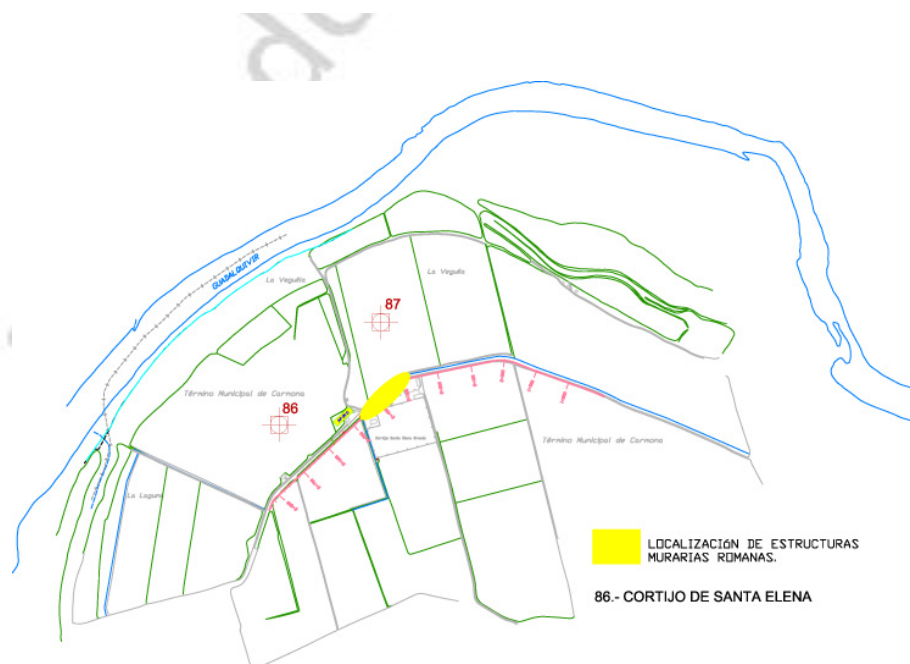 GUADALQUIVIR
La Veguilla
La Veguilla
87
Término Municipal de Carmona
86
Término Municipal de Carmona
La Laguna
LOCALIZACIÓN DE ESTRUCTURAS
MURARIAS ROMANAS.
86.- CORTIJO DE SANTA ELENA